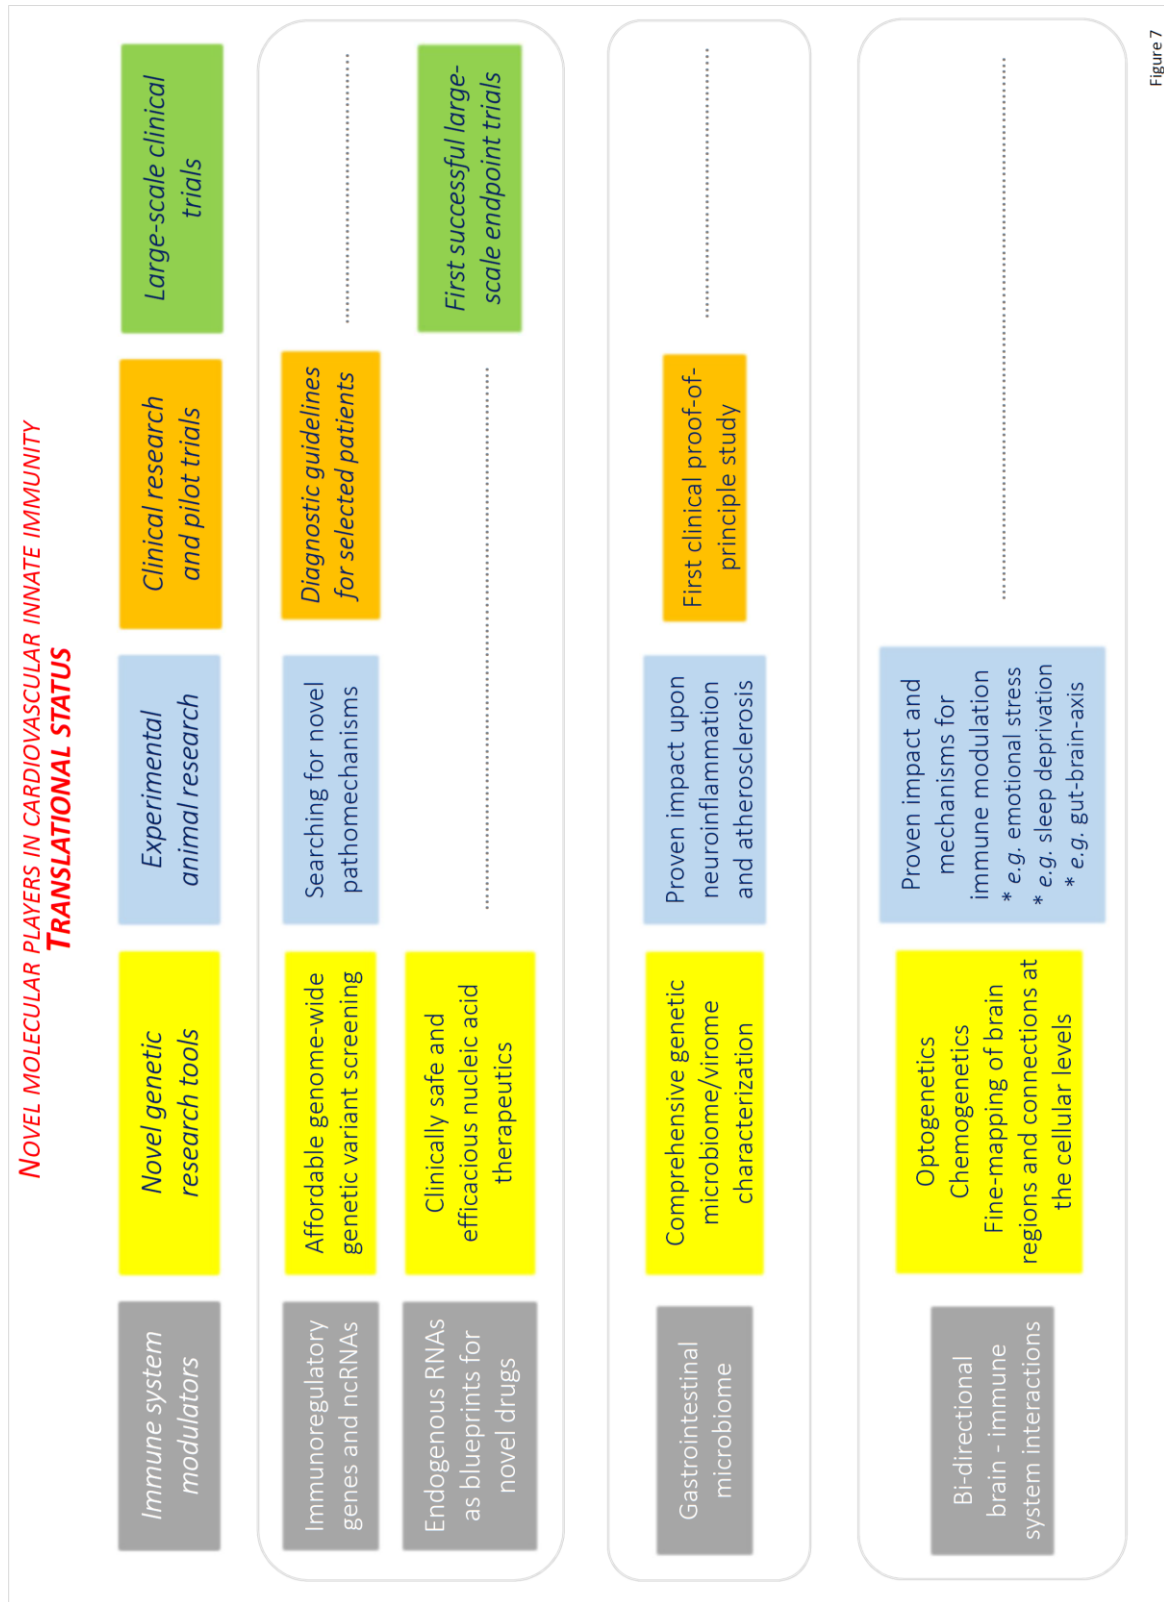 NOVEL MOLECULAR PLAYERS IN CARDIOVASCULAR INNATE IMMUNITY
TRANSLATIONAL STATUS
Immune system
modulators
Novel genetic
research tools
Experimental
animal research
Clinical research
and pilot trials
Large-scale clinical
trials
Immunoregulatory
genes and ncRNAs
Affordable genome-wide
genetic variant screening
Searching for novel
pathomechanisms
Diagnostic guidelines
for selected patients
Endogenous RNAs
as blueprints for
novel drugs
Clinically safe and
efficacious nucleic acid
therapeutics
First successful large-
scale endpoint trials
Gastrointestinal
microbiome
Comprehensive genetic
microbiome/virome
characterization
Proven impact upon
neuroinflammation
and atherosclerosis
First clinical proof-of-
principle study
Bi-directional
brain - immune
system interactions
Optogenetics
Chemogenetics
Fine-mapping of brain
regions and connections at
the cellular levels
Proven impact and
mechanisms for
immune modulation
* e.g. emotional stress
* e.g. sleep deprivation
* e.g. gut-brain-axis
Figure 7